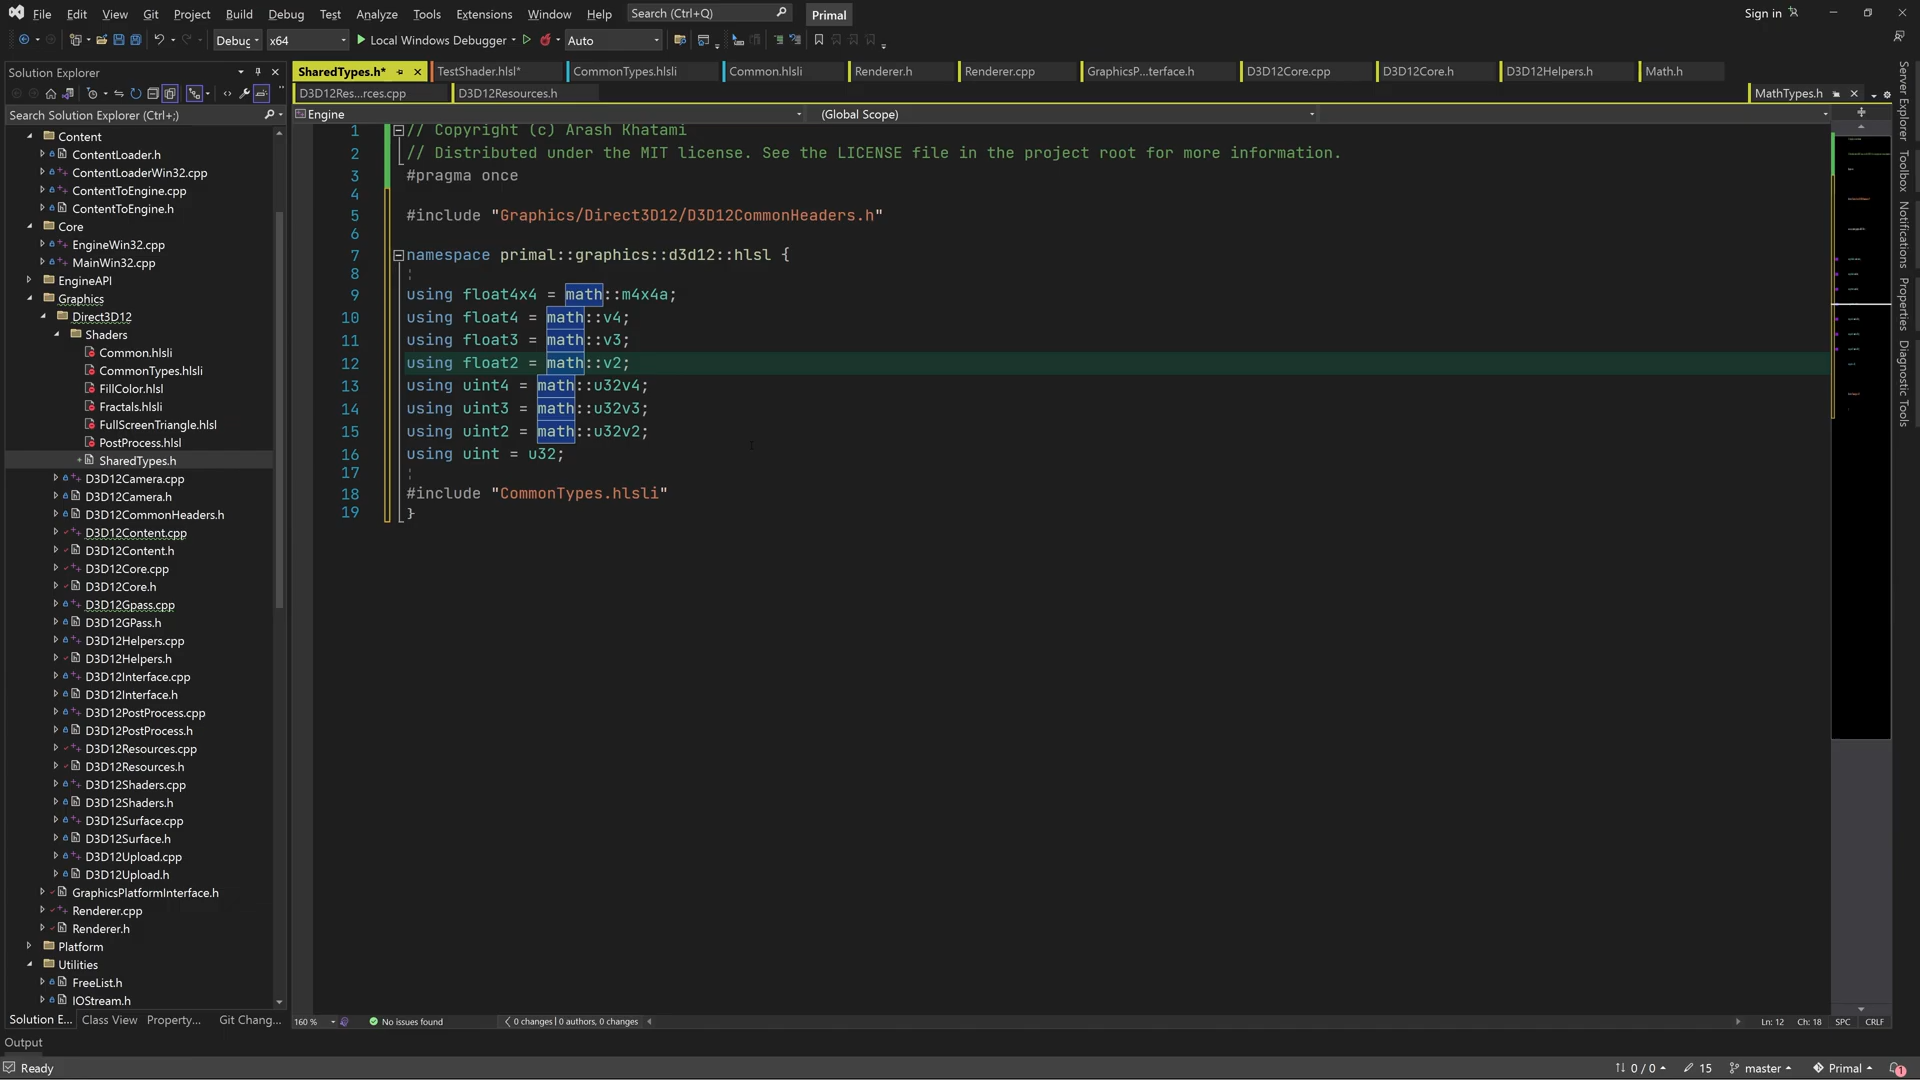 File Edit View Git Project Build Debug Test Analyze Tools Extensions Window Help Search (Ctrl+Q) Primal Sign in
Debug x64 Local Windows Debugger Auto
Solution Explorer
SharedTypes.h* TestShader.hlsl* CommonTypes.hlsli Common.hlsli Renderer.h Renderer.cpp GraphicsP...terface.h D3D12Core.cpp D3D12Core.h D3D12Helpers.h Math.h
D3D12Res...rces.cpp D3D12Resources.h MathTypes.h
Search Solution Explorer (Ctrl+;)
Engine (Global Scope)
Content
ContentLoader.h
ContentLoaderWin32.cpp
ContentToEngine.cpp
ContentToEngine.h
Core
EngineWin32.cpp
MainWin32.cpp
EngineAPI
Graphics
Direct3D12
Shaders
Common.hlsli
CommonTypes.hlsli
FillColor.hlsl
Fractals.hlsli
FullScreenTriangle.hlsl
PostProcess.hlsl
SharedTypes.h
D3D12Camera.cpp
D3D12Camera.h
D3D12CommonHeaders.h
D3D12Content.cpp
D3D12Content.h
D3D12Core.cpp
D3D12Core.h
D3D12Gpass.cpp
D3D12GPass.h
D3D12Helpers.cpp
D3D12Helpers.h
D3D12Interface.cpp
D3D12Interface.h
D3D12PostProcess.cpp
D3D12PostProcess.h
D3D12Resources.cpp
D3D12Resources.h
D3D12Shaders.cpp
D3D12Shaders.h
D3D12Surface.cpp
D3D12Surface.h
D3D12Upload.cpp
D3D12Upload.h
GraphicsPlatformInterface.h
Renderer.cpp
Renderer.h
Platform
Utilities
FreeList.h
IOStream.h
Solution E... Class View Property... Git Chang...
1 // Copyright (c) Arash Khatami
2 // Distributed under the MIT license. See the LICENSE file in the project root for more information.
3 #pragma once
4
5 #include "Graphics/Direct3D12/D3D12CommonHeaders.h"
6
7 namespace primal::graphics::d3d12::hlsl {
8
9 using float4x4 = math::m4x4a;
10 using float4 = math::v4;
11 using float3 = math::v3;
12 using float2 = math::v2;
13 using uint4 = math::u32v4;
14 using uint3 = math::u32v3;
15 using uint2 = math::u32v2;
16 using uint = u32;
17
18 #include "CommonTypes.hlsli"
19 }
Server Explorer
Toolbox
Notifications
Properties
Diagnostic Tools
160 % No issues found 0 changes | 0 authors, 0 changes Ln: 12 Ch: 18 SPC CRLF
Output
Ready 0 / 0 15 master Primal 1